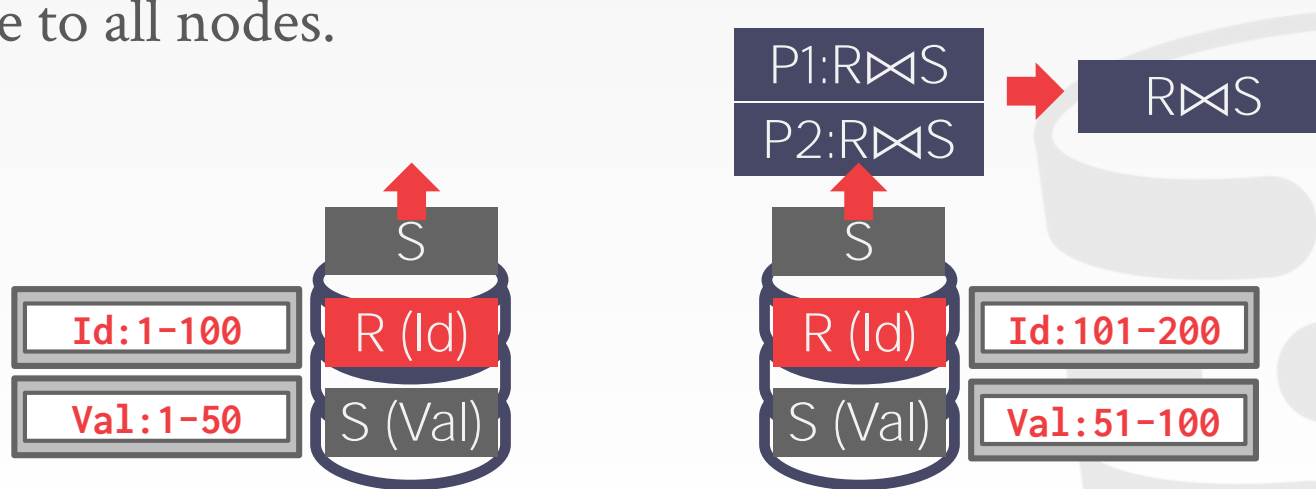 e to all nodes.
P1:R⋈S
P2:R⋈S
R⋈S
S
S
Id:1-100
R (Id)
R (Id)
Id:101-200
Val:1-50
S (Val)
S (Val)
Val:51-100